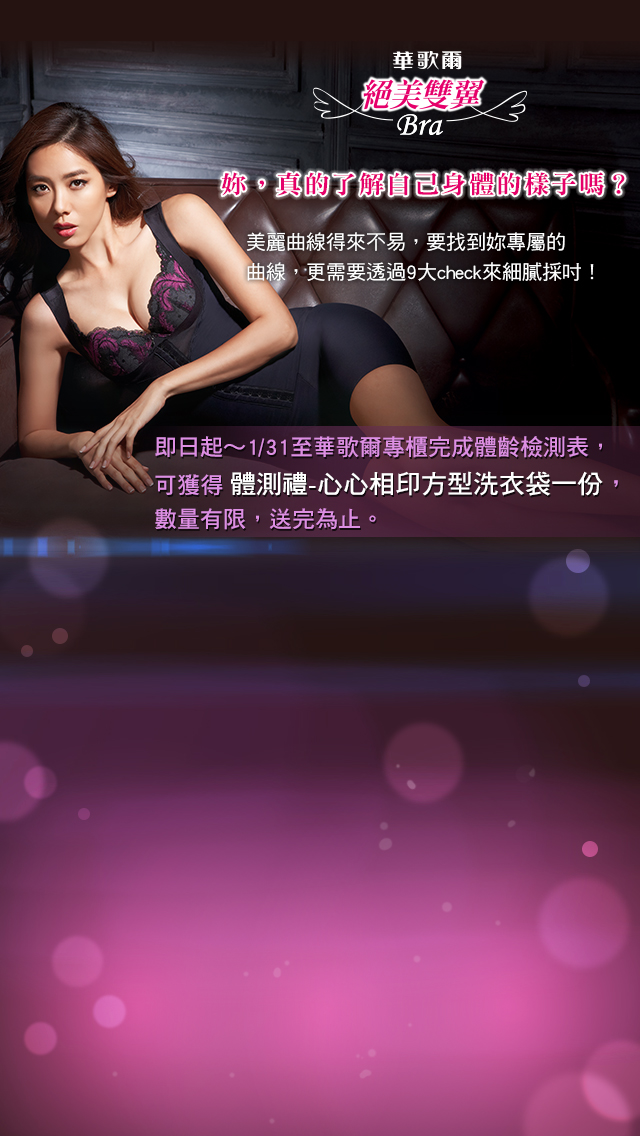 華歌爾
絕美雙翼
Bra
妳，真的了解自己身體的樣子嗎？
美麗曲線得來不易，要找到妳專屬的
曲線，更需要透過9大check來細膩採吋！
即日起～1/31至華歌爾專櫃完成體齡檢測表，
可獲得 體測禮-心心相印方型洗衣袋一份，
數量有限，送完為止。